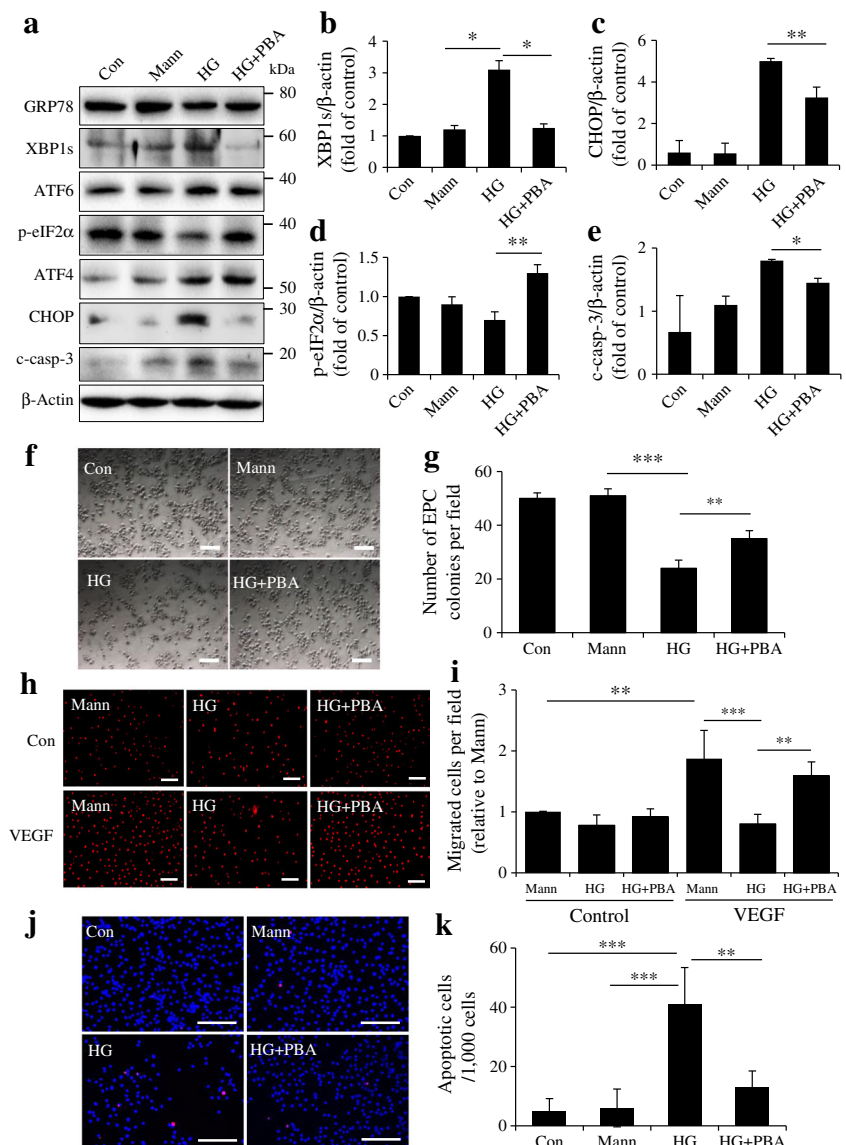 a
Con Mann HG HG+PBA kDa
GRP78 80
XBP1s 60
ATF6 40
p-eIF2α 40
ATF4 50
CHOP 30
c-casp-3 20
β-Actin
b
XBP1s/β-actin
(fold of control)
4
3
2
1
0
* *
Con Mann HG HG+PBA
c
CHOP/β-actin
(fold of control)
6
4
2
0
**
Con Mann HG HG+PBA
d
p-eIF2α/β-actin
(fold of control)
1.5
1.0
0.5
0
**
Con Mann HG HG+PBA
e
c-casp-3/β-actin
(fold of control)
2
1
0
*
Con Mann HG HG+PBA
f
Con Mann
HG HG+PBA
g
Number of EPC
colonies per field
60
40
20
0
***
**
Con Mann HG HG+PBA
h
Con
Mann HG HG+PBA
VEGF
Mann HG HG+PBA
i
Migrated cells per field
(relative to Mann)
3
2
1
0
** *** **
Mann HG HG+PBA Mann HG HG+PBA
Control VEGF
j
Con Mann
HG HG+PBA
k
Apoptotic cells
/1,000 cells
60
40
20
0
*** **
***
Con Mann HG HG+PBA